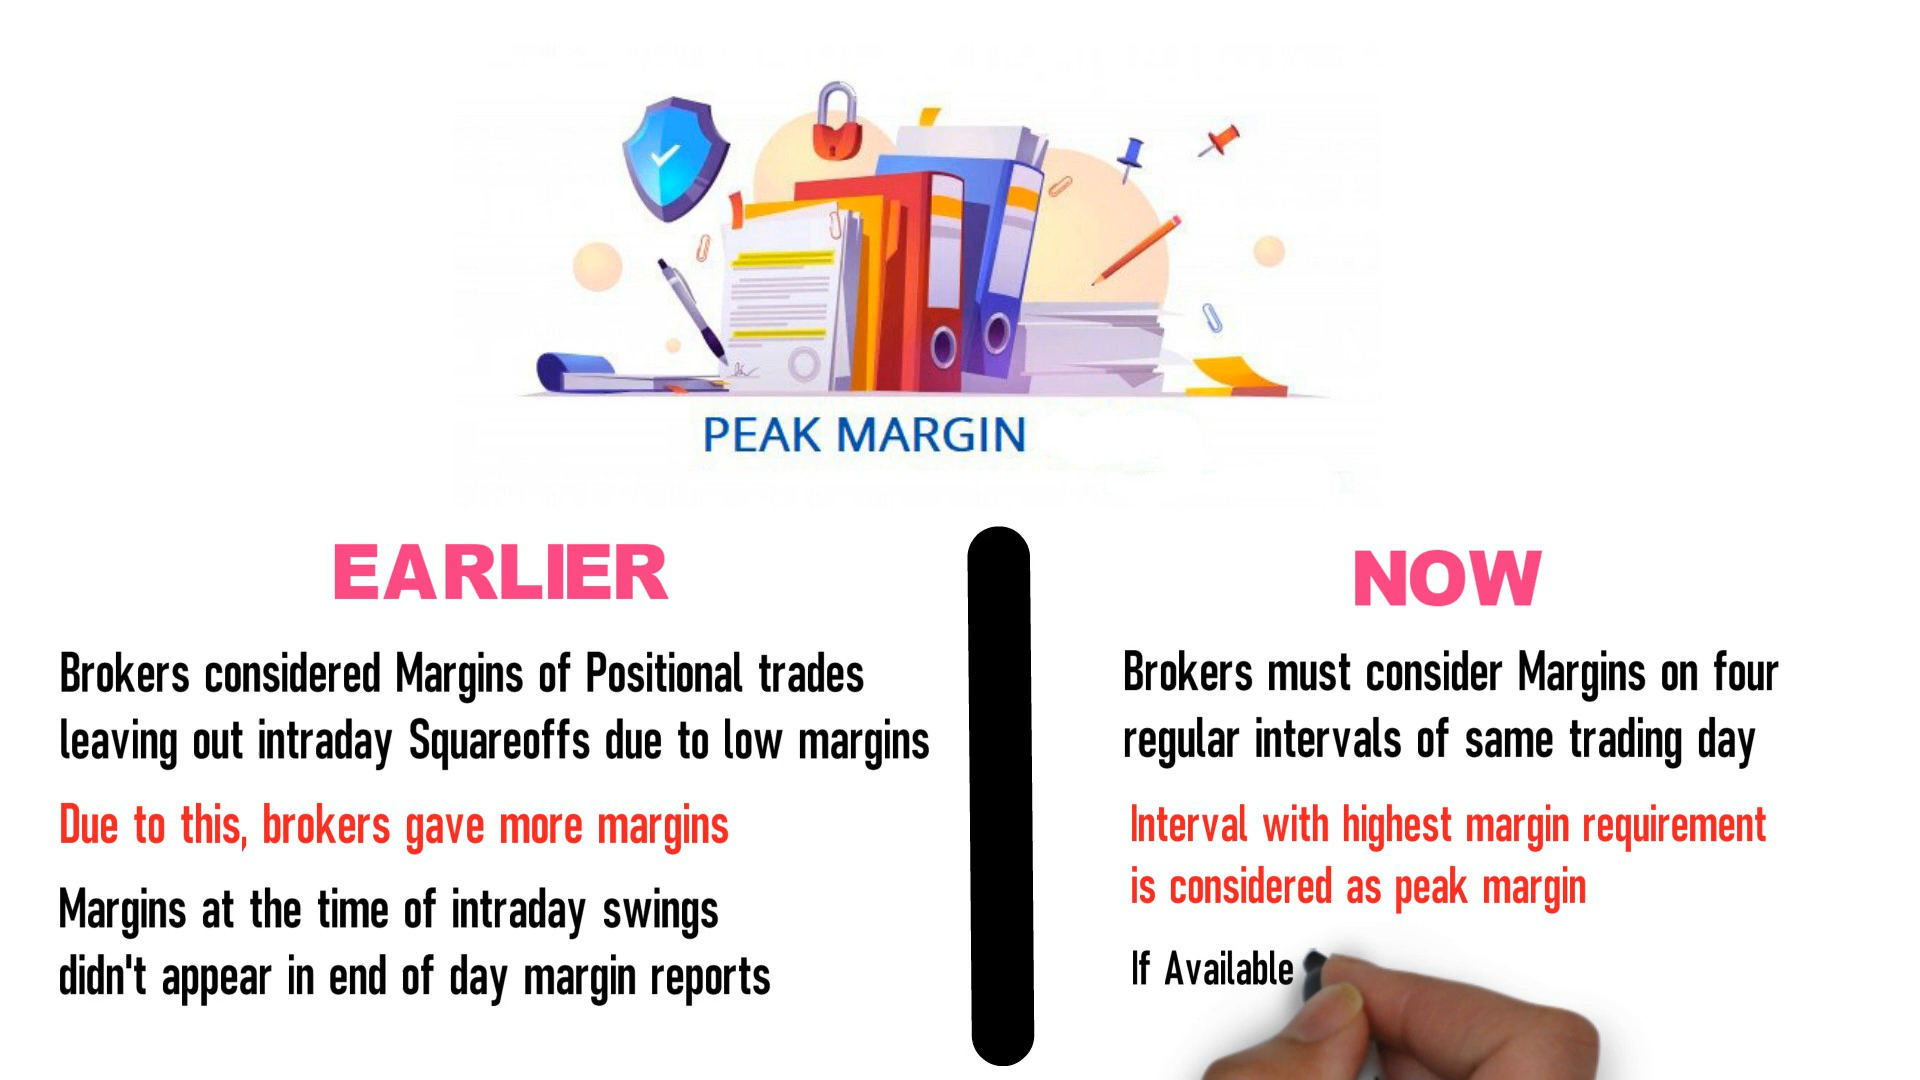 PEAK MARGIN
EARLIER
Brokers considered Margins of Positional trades
leaving out intraday Squareoffs due to low margins
Due to this, brokers gave more margins
Margins at the time of intraday swings
didn't appear in end of day margin reports
NOW
Brokers must consider Margins on four
regular intervals of same trading day
Interval with highest margin requirement
is considered as peak margin
If Available